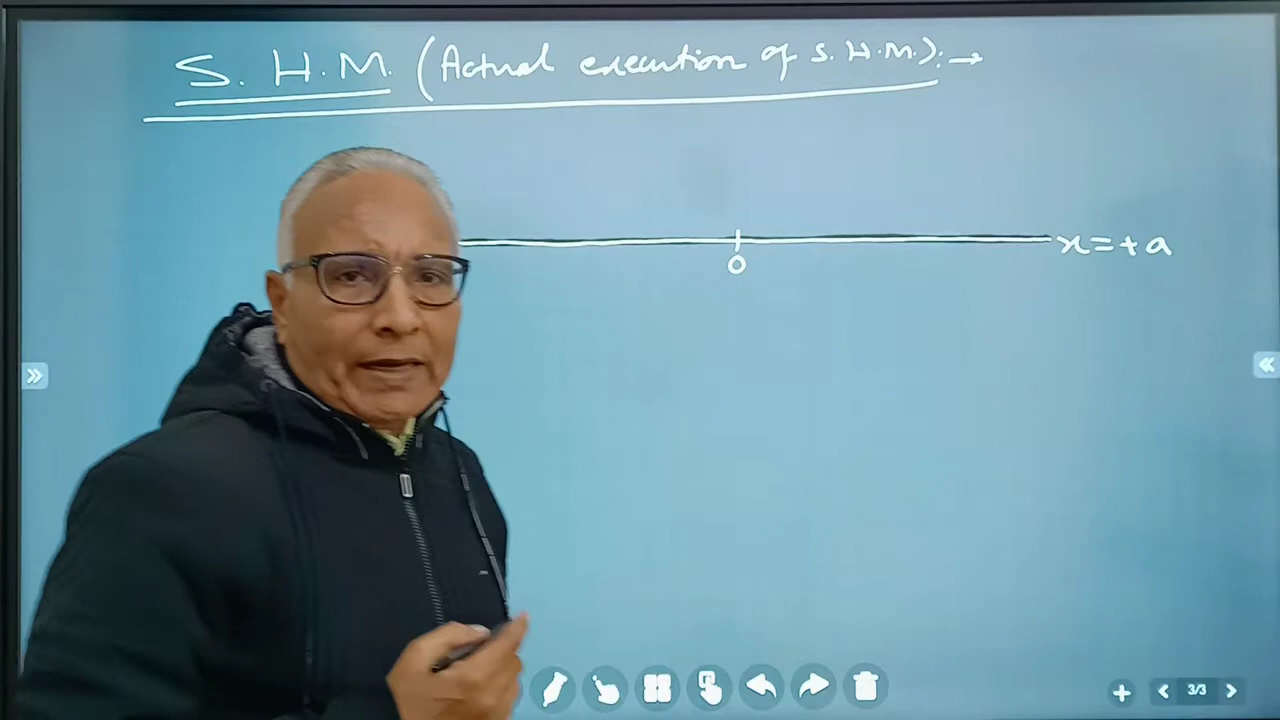 S. H.M. (Actual execution of S. H.M.):→
x=+a
0
3/3